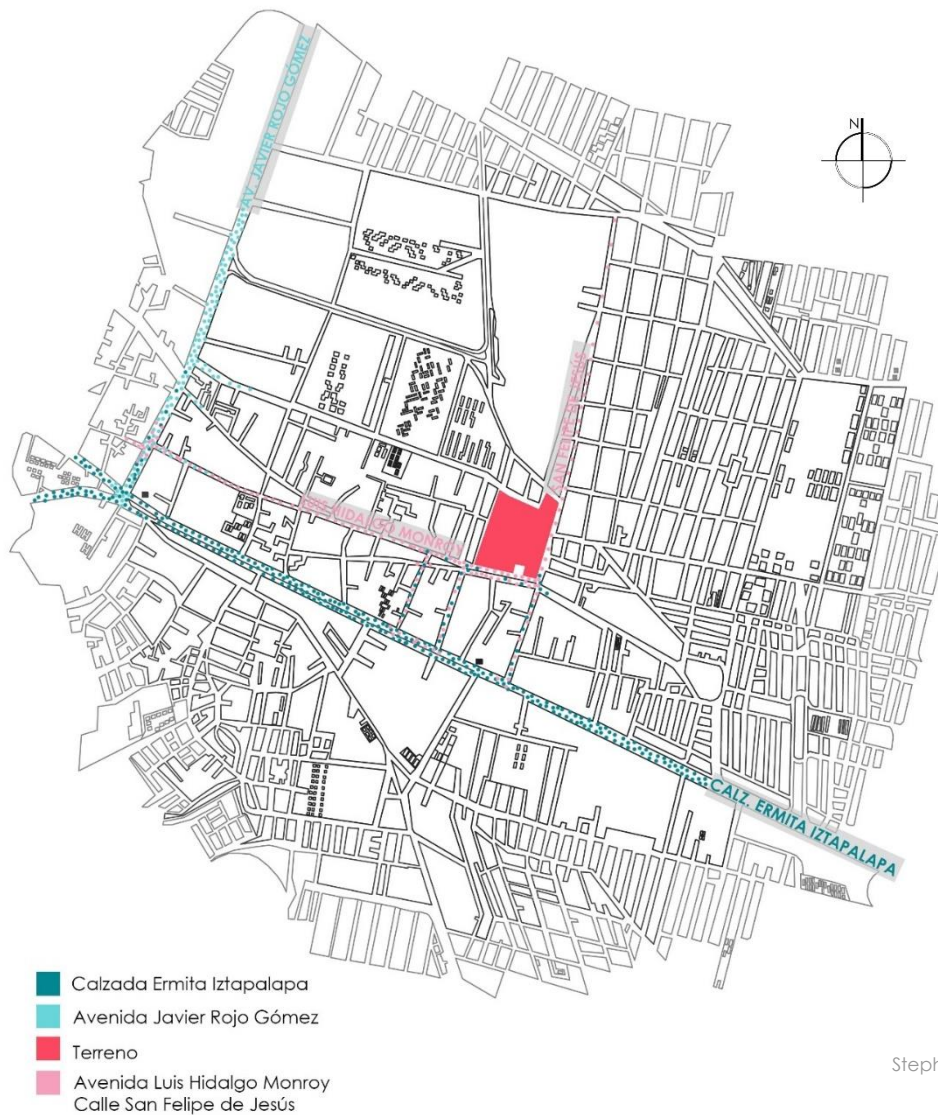 AV. JAVIER ROJO GÓMEZ
N
SAN FELIPE DE JESÚS
LUIS HIDALGO MONROY
CALZ. ERMITA IZTAPALAPA
Calzada Ermita Iztapalapa
Avenida Javier Rojo Gómez
Terreno
Avenida Luis Hidalgo Monroy
Calle San Felipe de Jesús
Steph